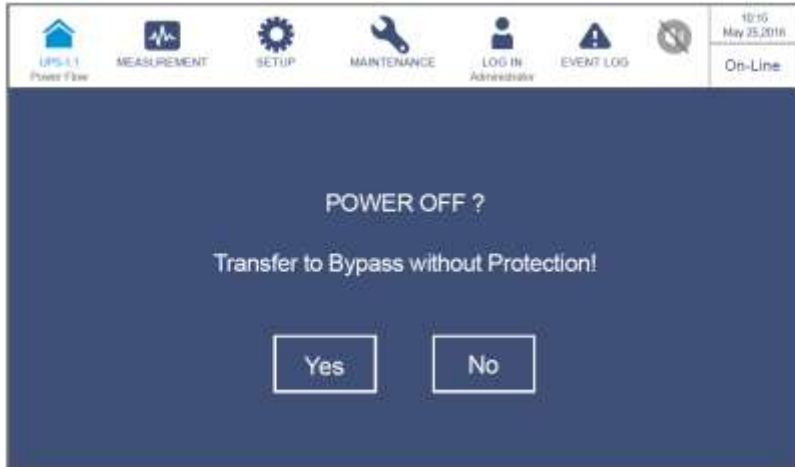 UPS-1.1
Power Flow
MEASUREMENT
SETUP
MAINTENANCE
LOG IN
Administrator
EVENT LOG
10:15
May 25,2016
On-Line
POWER OFF ?
Transfer to Bypass without Protection!
Yes
No